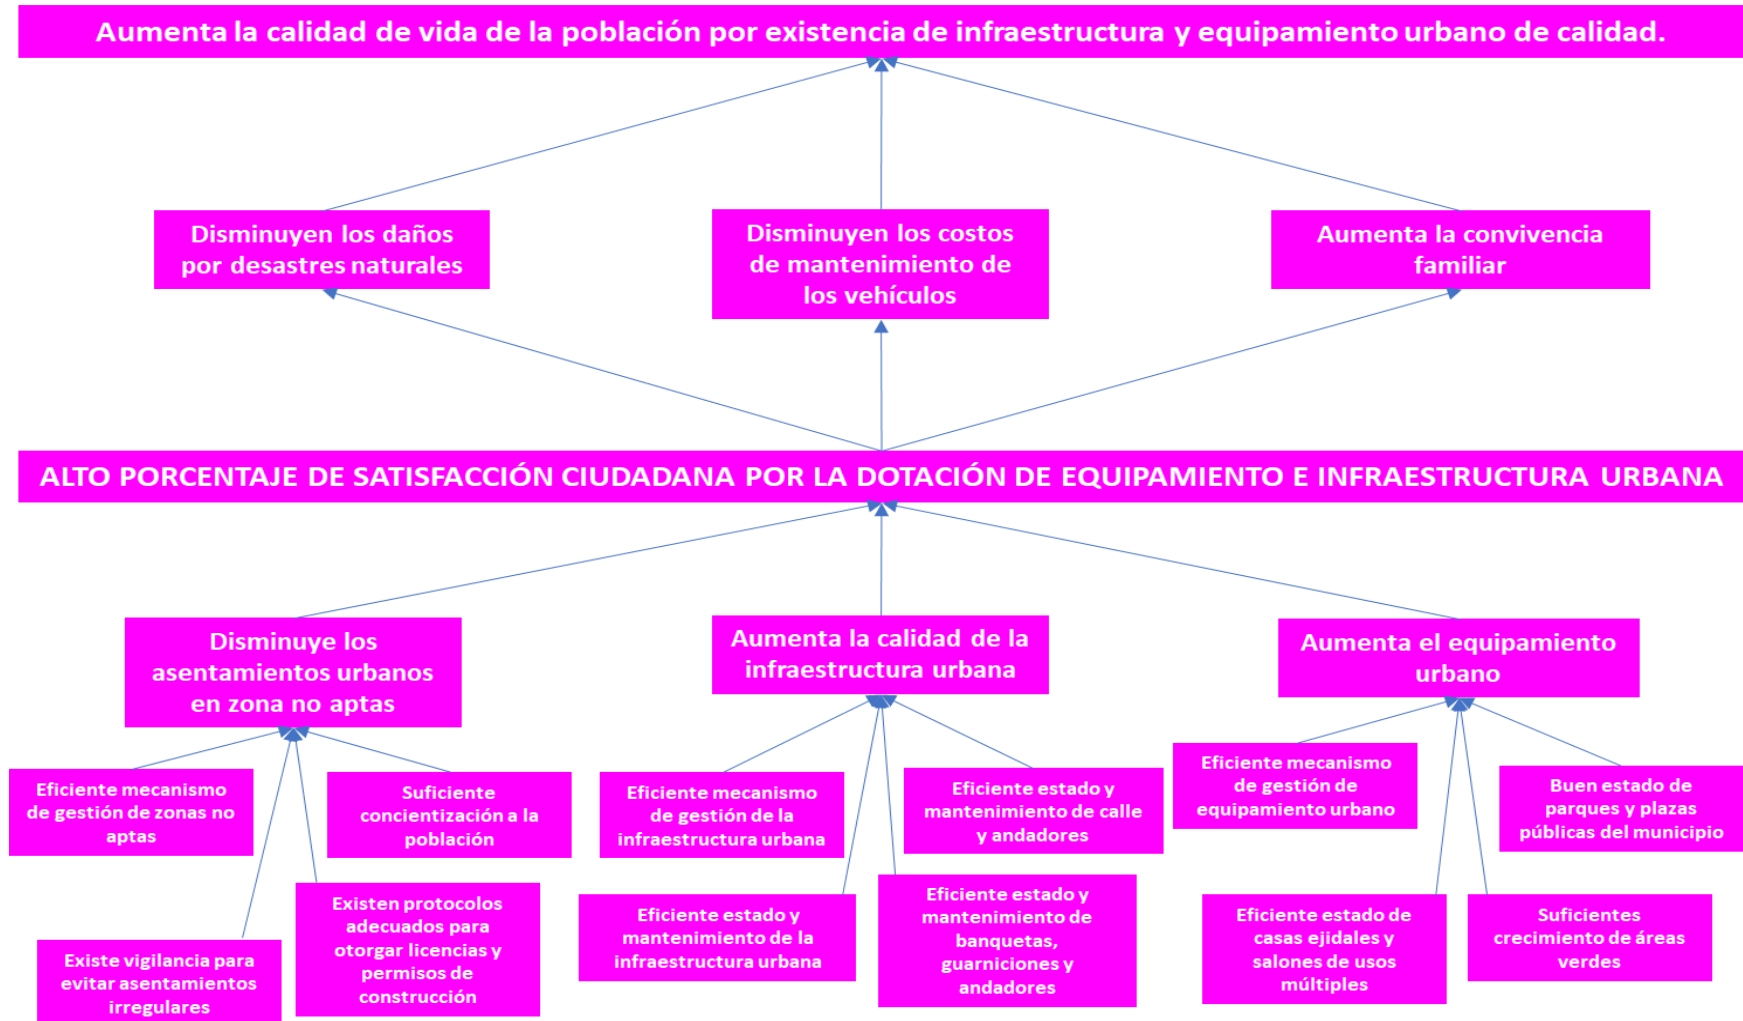 Aumenta la calidad de vida de la población por existencia de infraestructura y equipamiento urbano de calidad.
Disminuyen los daños
por desastres naturales
Disminuyen los costos
de mantenimiento de
los vehículos
Aumenta la convivencia
familiar
ALTO PORCENTAJE DE SATISFACCIÓN CIUDADANA POR LA DOTACIÓN DE EQUIPAMIENTO E INFRAESTRUCTURA URBANA
Disminuye los
asentamientos urbanos
en zona no aptas
Aumenta la calidad de la
infraestructura urbana
Aumenta el equipamiento
urbano
Eficiente mecanismo
de gestión de zonas no
aptas
Suficiente
concientización a la
población
Eficiente mecanismo
de gestión de la
infraestructura urbana
Eficiente estado y
mantenimiento de calle
y andadores
Eficiente mecanismo
de gestión de
equipamiento urbano
Buen estado de
parques y plazas
públicas del municipio
Existe vigilancia para
evitar asentamientos
irregulares
Existen protocolos
adecuados para
otorgar licencias y
permisos de
construcción
Eficiente estado y
mantenimiento de la
infraestructura urbana
Eficiente estado y
mantenimiento de
banquetas,
guarniciones y
andadores
Eficiente estado de
casas ejidales y
salones de usos
múltiples
Suficientes
crecimiento de áreas
verdes